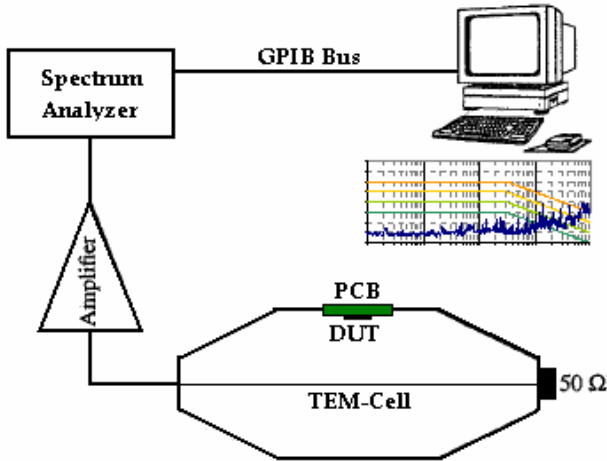 GPIB Bus
Spectrum
Analyzer
Amplifier
PCB
DUT
TEM-Cell
50 Ω